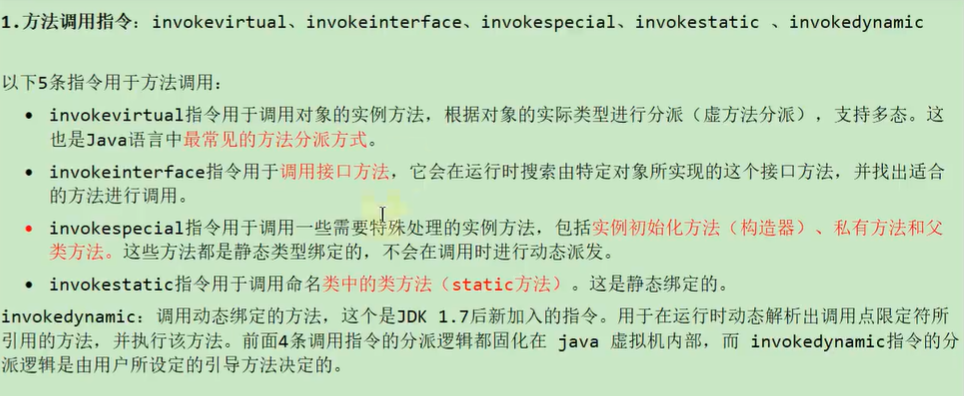 1.方法调用指令：invokevirtual、invokeinterface、invokespecial、invokestatic 、invokedynamic
以下5条指令用于方法调用：
• invokevirtual指令用于调用对象的实例方法，根据对象的实际类型进行分派（虚方法分派），支持多态。这
也是Java语言中最常见的方法分派方式。
• invokeinterface指令用于调用接口方法，它会在运行时搜索由特定对象所实现的这个接口方法，并找出适合
的方法进行调用。
• invokespecial指令用于调用一些需要特殊处理的实例方法，包括实例初始化方法（构造器）、私有方法和父
类方法。这些方法都是静态类型绑定的，不会在调用时进行动态派发。
• invokestatic指令用于调用命名类中的类方法（static方法）。这是静态绑定的。
invokedynamic：调用动态绑定的方法，这个是JDK 1.7后新加入的指令。用于在运行时动态解析出调用点限定符所
引用的方法，并执行该方法。前面4条调用指令的分派逻辑都固化在 java 虚拟机内部，而 invokedynamic指令的分
派逻辑是由用户所设定的引导方法决定的。